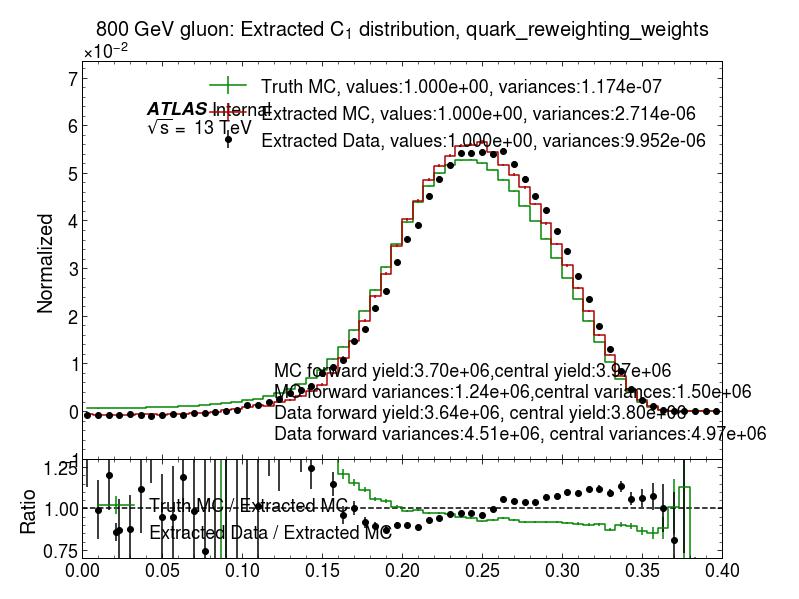 800 GeV gluon: Extracted C₁ distribution, quark_reweighting_weights
×10⁻²
Truth MC, values:1.000e+00, variances:1.174e-07
ATLAS Internal
Extracted MC, values:1.000e+00, variances:2.714e-06
√s = 13 TeV
Extracted Data, values:1.000e+00, variances:9.952e-06
7
6
5
4
3
2
1
0
1
Normalized
MC forward yield:3.70e+06,central yield:3.97e+06
MC forward variances:1.24e+06,central variances:1.50e+06
Data forward yield:3.64e+06, central yield:3.80e+06
Data forward variances:4.51e+06, central variances:4.97e+06
1.25
1.00
0.75
Ratio
Truth MC / Extracted MC
Extracted Data / Extracted MC
0.00 0.05 0.10 0.15 0.20 0.25 0.30 0.35 0.40